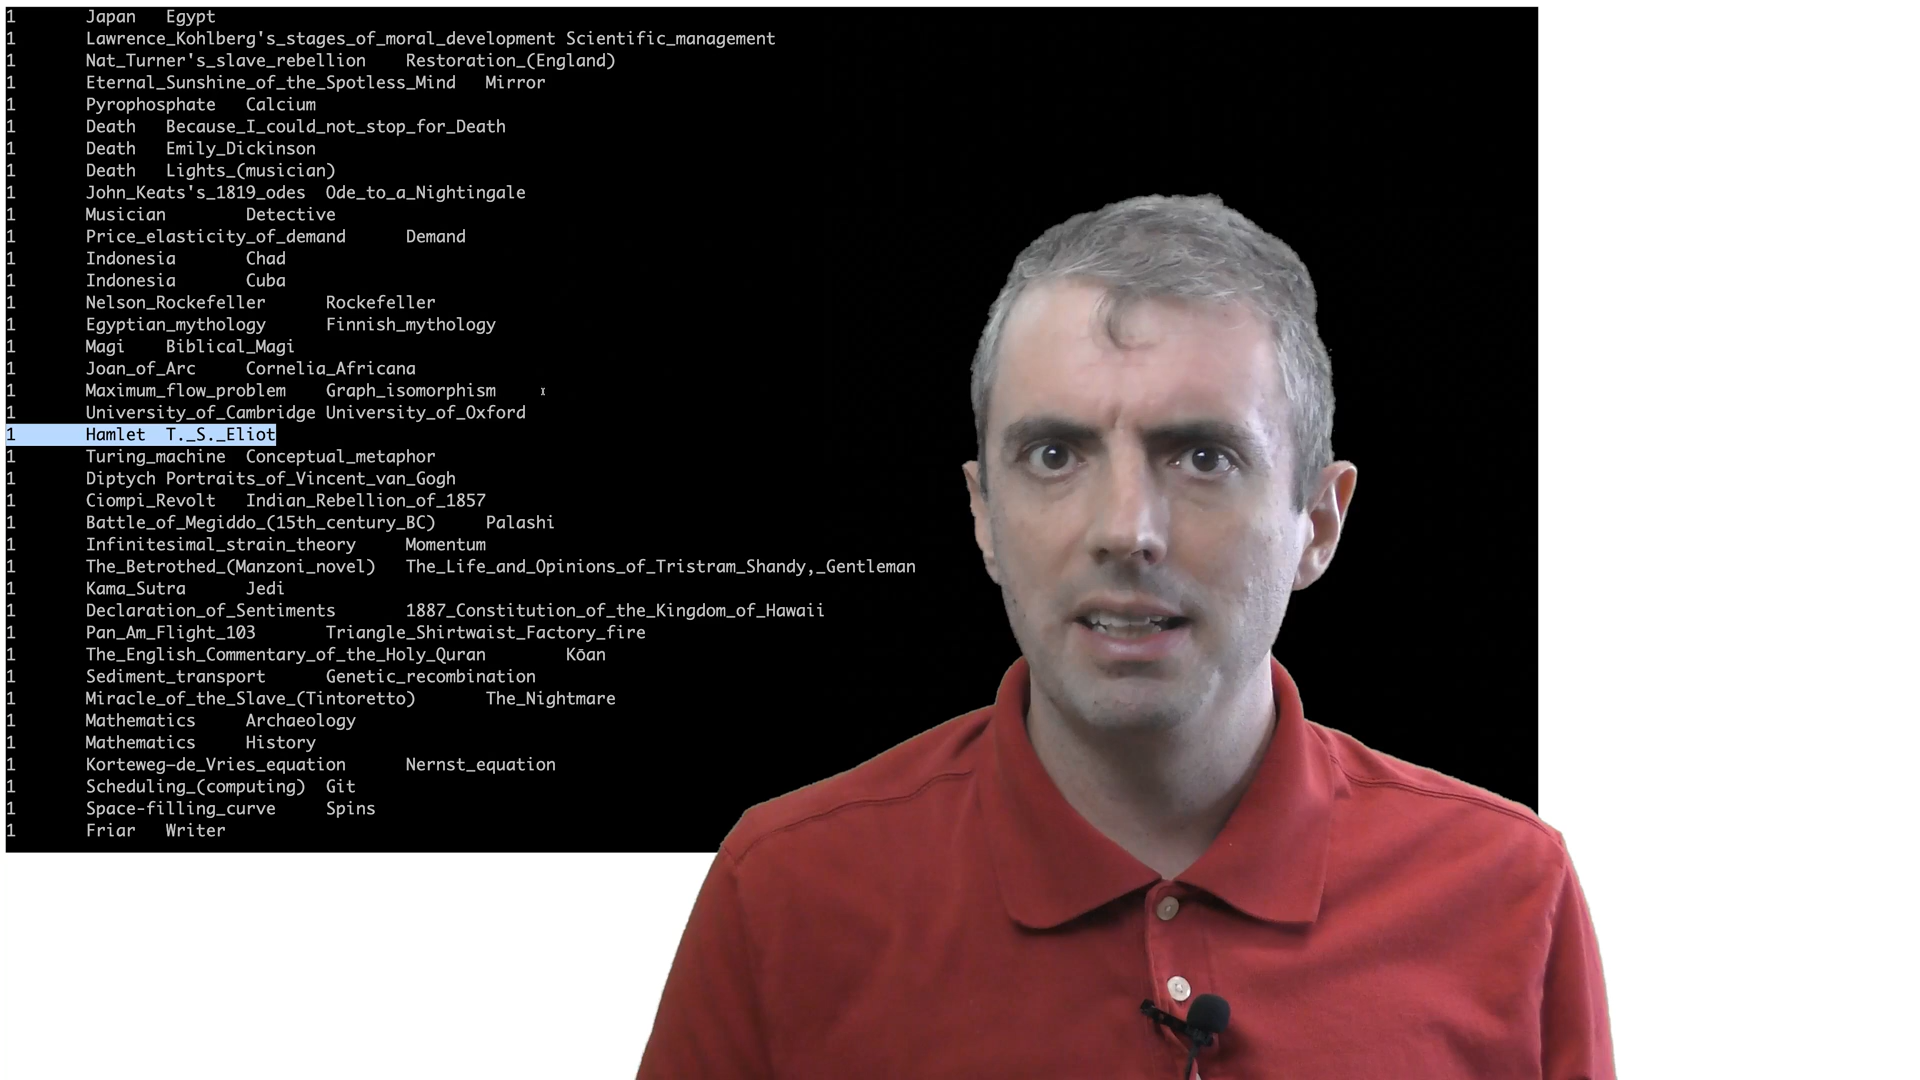 1 Japan Egypt
1 Lawrence_Kohlberg's_stages_of_moral_development Scientific_management
1 Nat_Turner's_slave_rebellion Restoration_(England)
1 Eternal_Sunshine_of_the_Spotless_Mind Mirror
1 Pyrophosphate Calcium
1 Death Because_I_could_not_stop_for_Death
1 Death Emily_Dickinson
1 Death Lights_(musician)
1 John_Keats's_1819_odes Ode_to_a_Nightingale
1 Musician Detective
1 Price_elasticity_of_demand Demand
1 Indonesia Chad
1 Indonesia Cuba
1 Nelson_Rockefeller Rockefeller
1 Egyptian_mythology Finnish_mythology
1 Magi Biblical_Magi
1 Joan_of_Arc Cornelia_Africana
1 Maximum_flow_problem Graph_isomorphism
1 University_of_Cambridge University_of_Oxford
1 Hamlet T._S._Eliot
1 Turing_machine Conceptual_metaphor
1 Diptych Portraits_of_Vincent_van_Gogh
1 Ciompi_Revolt Indian_Rebellion_of_1857
1 Battle_of_Megiddo_(15th_century_BC) Palashi
1 Infinitesimal_strain_theory Momentum
1 The_Betrothed_(Manzoni_novel) The_Life_and_Opinions_of_Tristram_Shandy,_Gentleman
1 Kama_Sutra Jedi
1 Declaration_of_Sentiments 1887_Constitution_of_the_Kingdom_of_Hawaii
1 Pan_Am_Flight_103 Triangle_Shirtwaist_Factory_fire
1 The_English_Commentary_of_the_Holy_Quran Kōan
1 Sediment_transport Genetic_recombination
1 Miracle_of_the_Slave_(Tintoretto) The_Nightmare
1 Mathematics Archaeology
1 Mathematics History
1 Korteweg–de_Vries_equation Nernst_equation
1 Scheduling_(computing) Git
1 Space-filling_curve Spins
1 Friar Writer